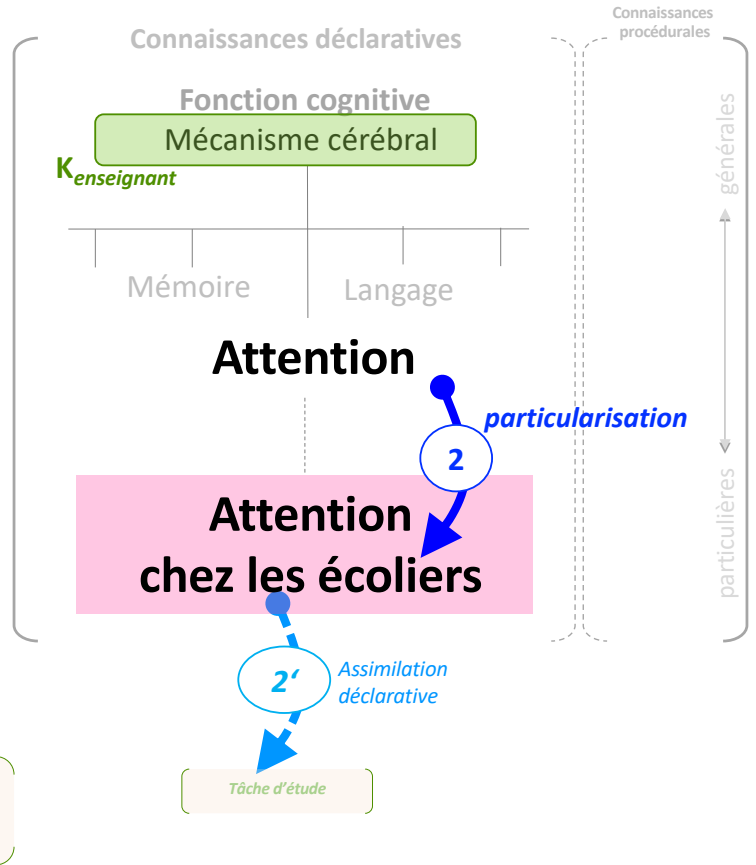 Connaissances
procédurales
Connaissances déclaratives
Fonction cognitive
Mécanisme cérébral
Kenseignant
générales
Mémoire
Langage
Attention
particularisation
2
particulières
Attention
chez les écoliers
2‘
Assimilation
déclarative
Tâche d’étude